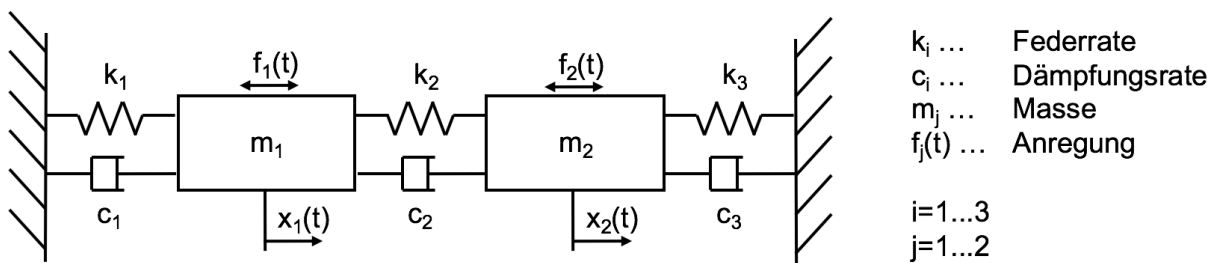 k₁
f₁(t)
k₂
f₂(t)
k₃
m₁
m₂
c₁
x₁(t)
c₂
x₂(t)
c₃
kᵢ ... Federrate
cᵢ ... Dämpfungsrate
mⱼ ... Masse
fⱼ(t) ... Anregung
i=1...3
j=1...2